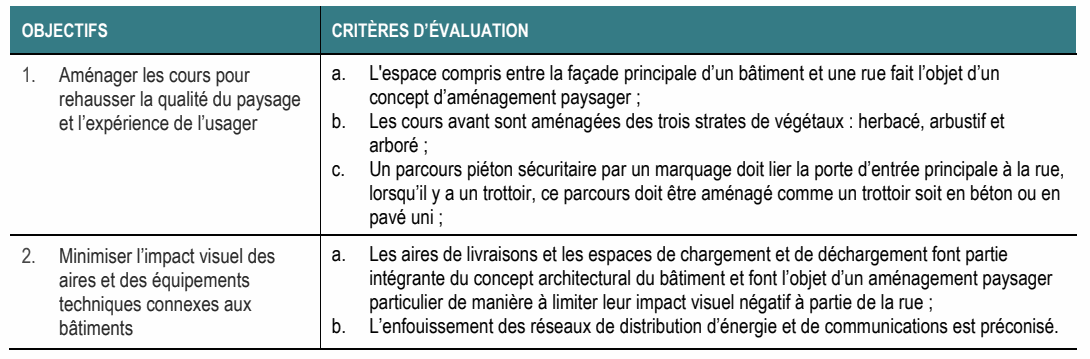 OBJECTIFS
CRITÈRES D’ÉVALUATION
1. Aménager les cours pour
rehausser la qualité du paysage
et l’expérience de l’usager
a. L'espace compris entre la façade principale d’un bâtiment et une rue fait l’objet d’un
concept d’aménagement paysager ;
b. Les cours avant sont aménagées des trois strates de végétaux : herbacé, arbustif et
arboré ;
c. Un parcours piéton sécuritaire par un marquage doit lier la porte d’entrée principale à la rue,
lorsqu’il y a un trottoir, ce parcours doit être aménagé comme un trottoir soit en béton ou en
pavé uni ;
2. Minimiser l’impact visuel des
aires et des équipements
techniques connexes aux
bâtiments
a. Les aires de livraisons et les espaces de chargement et de déchargement font partie
intégrante du concept architectural du bâtiment et font l’objet d’un aménagement paysager
particulier de manière à limiter leur impact visuel négatif à partie de la rue ;
b. L’enfouissement des réseaux de distribution d’énergie et de communications est préconisé.